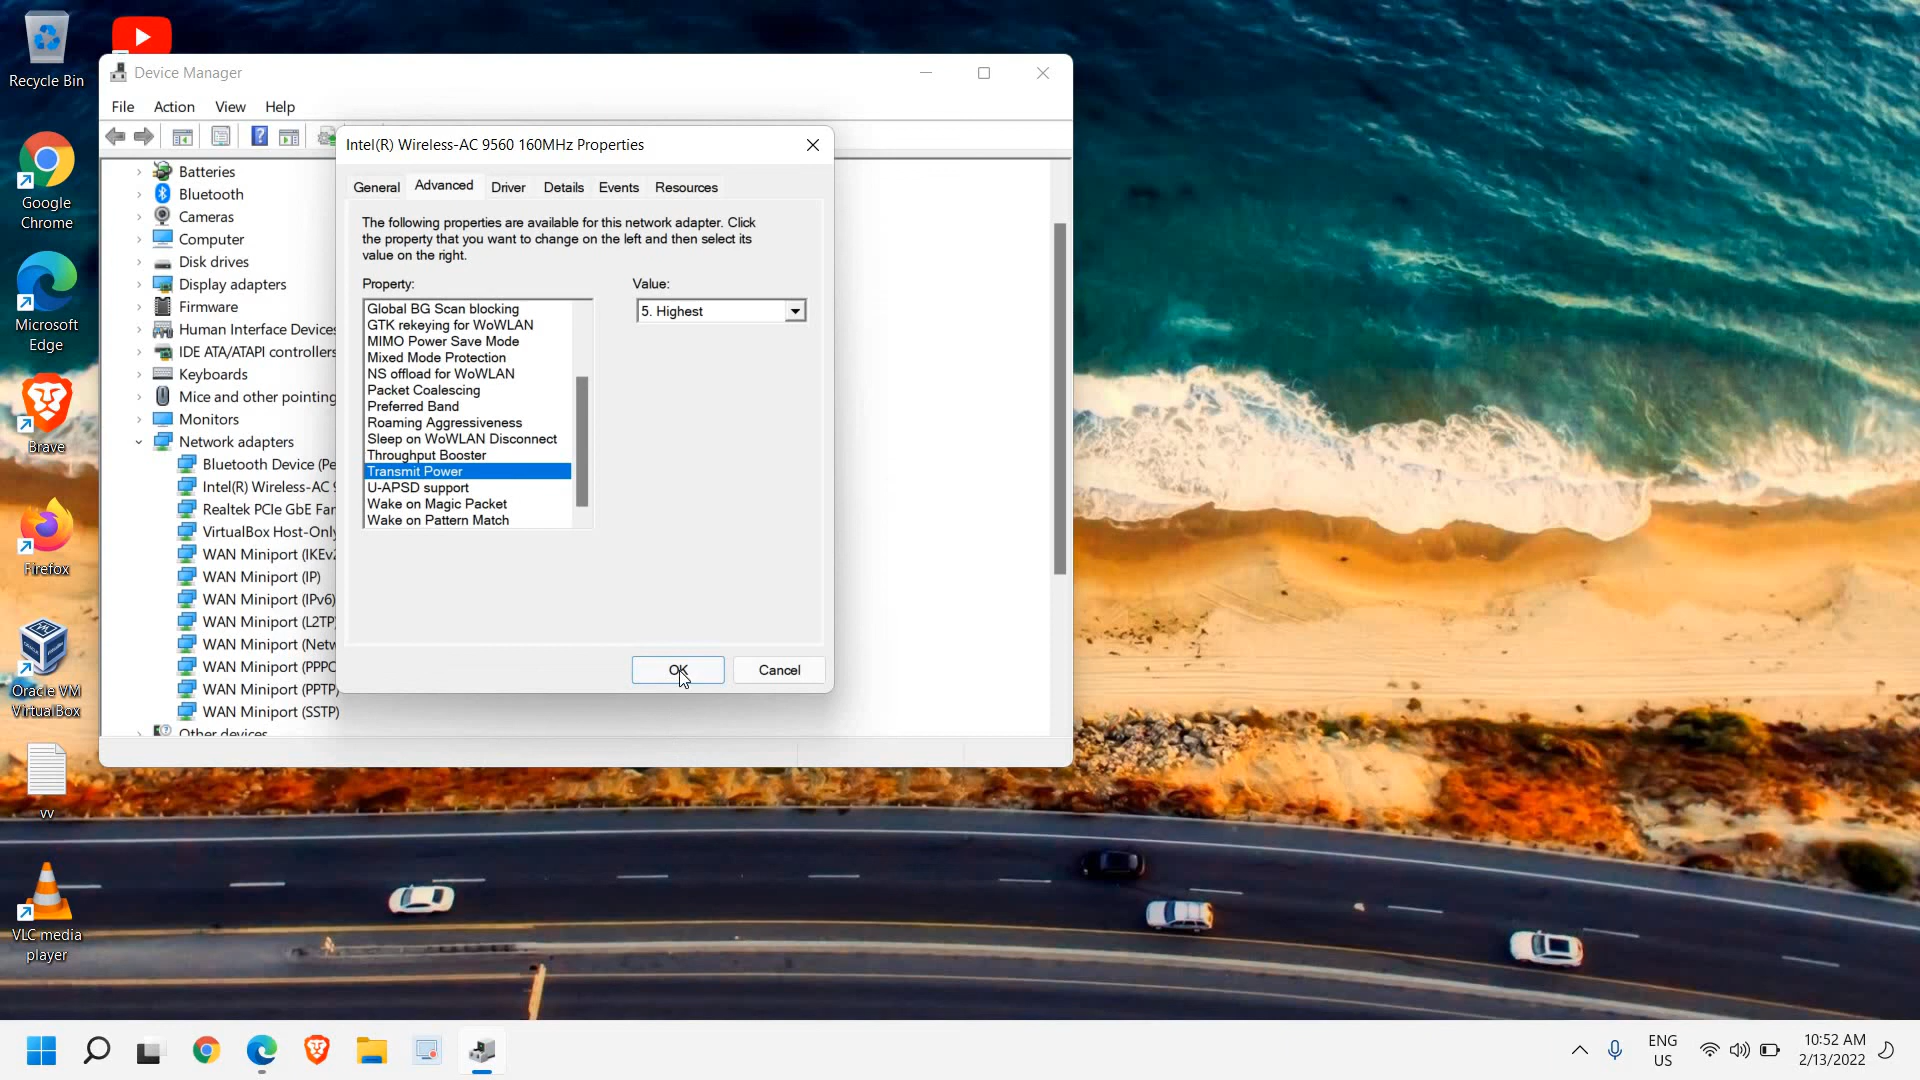 Recycle Bin
Google
Chrome
Microsoft
Edge
Brave
Firefox
Oracle VM
VirtualBox
vv
VLC media
player
Device Manager
File Action View Help
Batteries
Bluetooth
Cameras
Computer
Disk drives
Display adapters
Firmware
Human Interface Devices
IDE ATA/ATAPI controllers
Keyboards
Mice and other pointing
Monitors
Network adapters
Bluetooth Device (Pe
Intel(R) Wireless-AC 9
Realtek PCIe GbE Fam
VirtualBox Host-Only
WAN Miniport (IKEv2
WAN Miniport (IP)
WAN Miniport (IPv6)
WAN Miniport (L2TP)
WAN Miniport (Netw
WAN Miniport (PPPO
WAN Miniport (PPTP)
WAN Miniport (SSTP)
Other devices
Intel(R) Wireless-AC 9560 160MHz Properties
General Advanced Driver Details Events Resources
The following properties are available for this network adapter. Click
the property that you want to change on the left and then select its
value on the right.
Property:
Value:
Global BG Scan blocking
GTK rekeying for WoWLAN
MIMO Power Save Mode
Mixed Mode Protection
NS offload for WoWLAN
Packet Coalescing
Preferred Band
Roaming Aggressiveness
Sleep on WoWLAN Disconnect
Throughput Booster
Transmit Power
U-APSD support
Wake on Magic Packet
Wake on Pattern Match
5. Highest
OK
Cancel
ENG
US
10:52 AM
2/13/2022